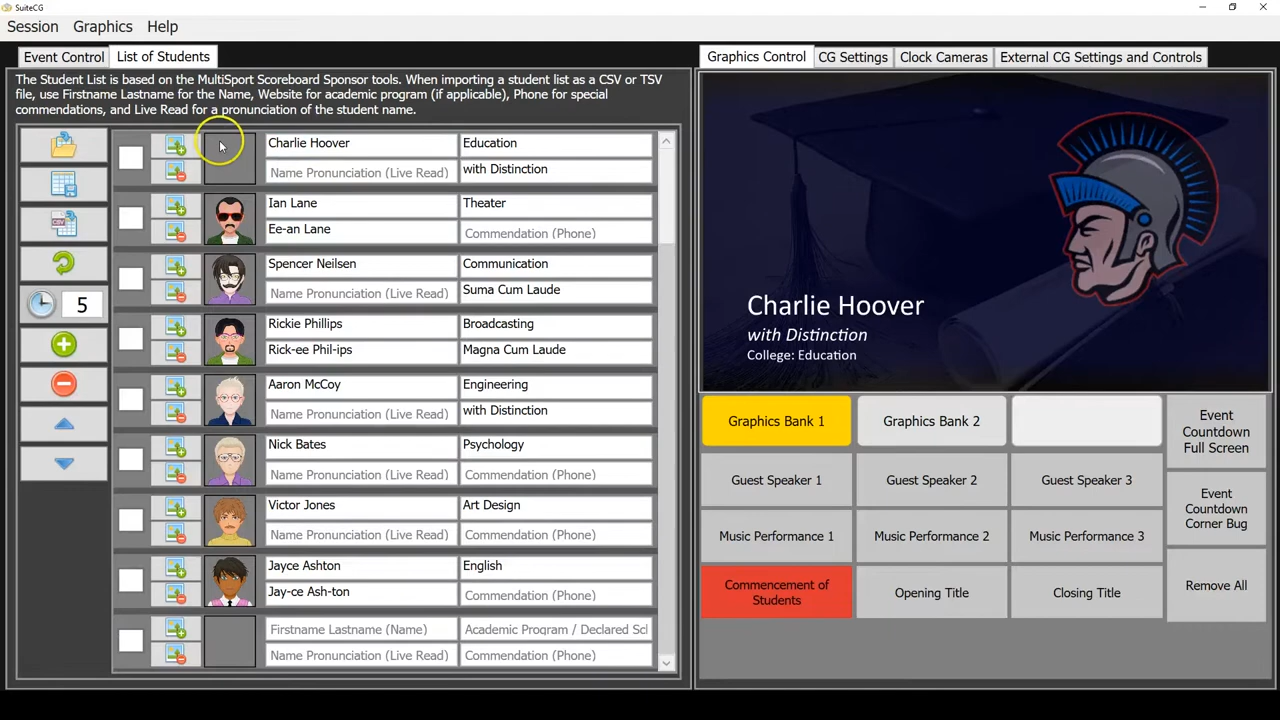 SuiteCG
Session Graphics Help
Event Control List of Students
The Student List is based on the MultiSport Scoreboard Sponsor tools. When importing a student list as a CSV or TSV
file, use Firstname Lastname for the Name, Website for academic program (if applicable), Phone for special
commendations, and Live Read for a pronunciation of the student name.
CSV
5
Charlie Hoover Education
Name Pronunciation (Live Read) with Distinction
Ian Lane Theater
Ee-an Lane Commendation (Phone)
Spencer Neilsen Communication
Name Pronunciation (Live Read) Suma Cum Laude
Rickie Phillips Broadcasting
Rick-ee Phil-ips Magna Cum Laude
Aaron McCoy Engineering
Name Pronunciation (Live Read) with Distinction
Nick Bates Psychology
Name Pronunciation (Live Read) Commendation (Phone)
Victor Jones Art Design
Name Pronunciation (Live Read) Commendation (Phone)
Jayce Ashton English
Jay-ce Ash-ton Commendation (Phone)
Firstname Lastname (Name) Academic Program / Declared Scl
Name Pronunciation (Live Read) Commendation (Phone)
Graphics Control CG Settings Clock Cameras External CG Settings and Controls
Charlie Hoover
with Distinction
College: Education
Graphics Bank 1 Graphics Bank 2
Guest Speaker 1 Guest Speaker 2 Guest Speaker 3
Music Performance 1 Music Performance 2 Music Performance 3
Commencement of
Students
Opening Title Closing Title
Event
Countdown
Full Screen
Event
Countdown
Corner Bug
Remove All